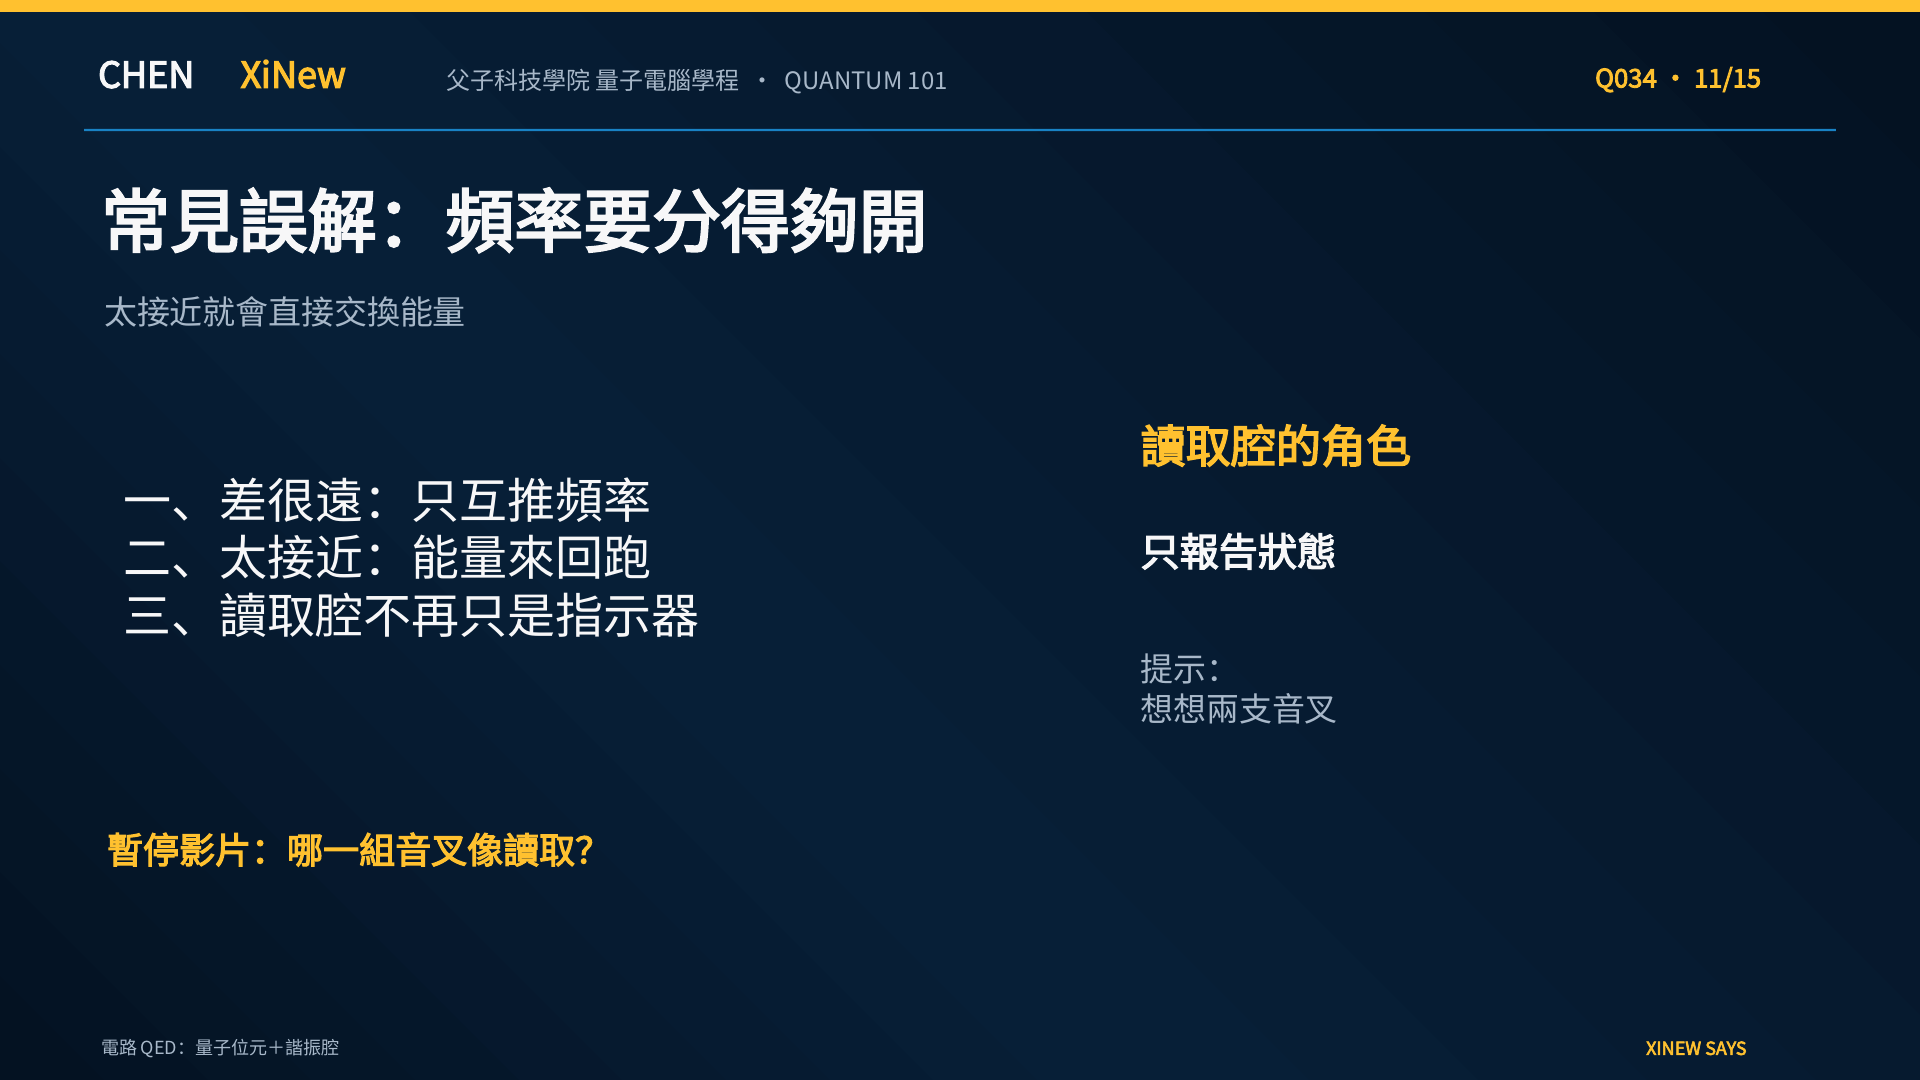 CHEN XiNew 父子科技學院 量子電腦學程 · QUANTUM 101 Q034 · 11/15
常見誤解：頻率要分得夠開
太接近就會直接交換能量
一、差很遠：只互推頻率
二、太接近：能量來回跑
三、讀取腔不再只是指示器
讀取腔的角色
只報告狀態
提示：
想想兩支音叉
暫停影片：哪一組音叉像讀取？
電路 QED：量子位元＋諧振腔
XINEW SAYS